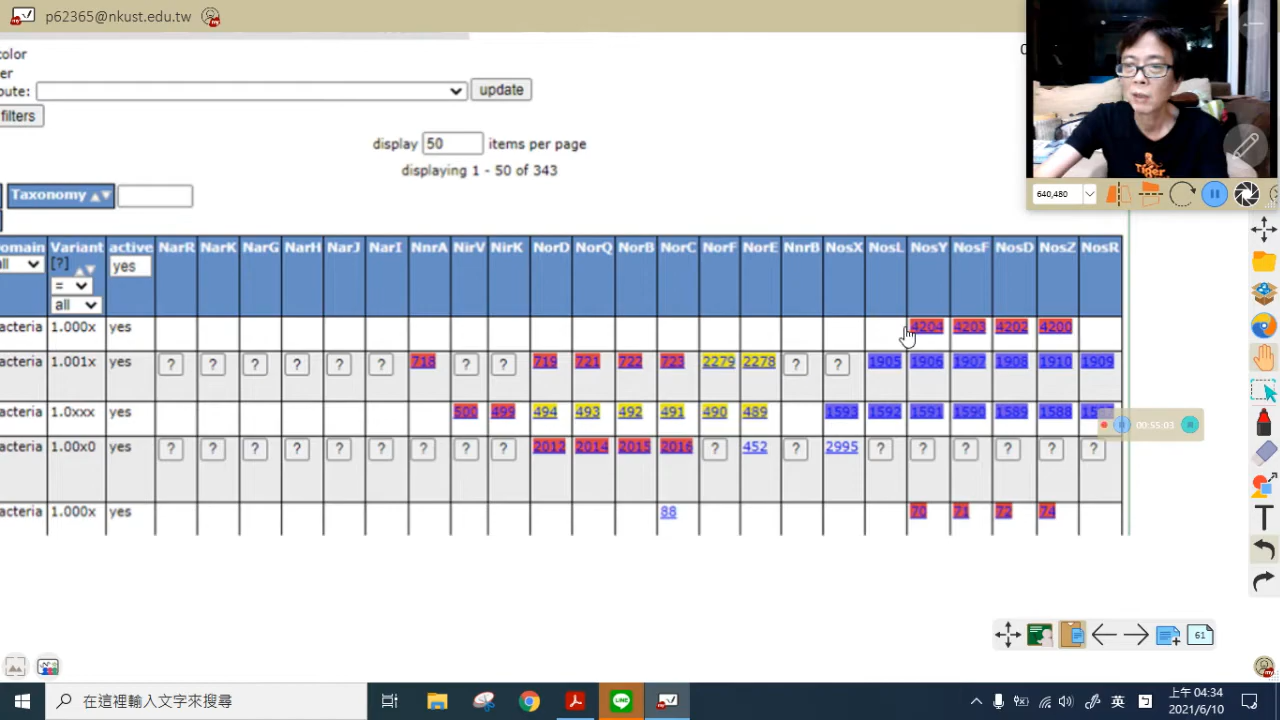 p62365@nkust.edu.tw
color
er
bute:
update
filters
display 50 items per page
displaying 1 - 50 of 343
640,480
Taxonomy
omain Variant active NarR NarK NarG NarH NarJ NarI NnrA NirV NirK NorD NorQ NorB NorC NorF NorE NnrB NosX NosL NosY NosF NosD NosZ NosR
all [?] yes
=
all
acteria 1.000x yes 4204 4203 4202 4200
acteria 1.001x yes ? ? ? ? ? ? 718 ? ? 719 721 722 723 2279 2278 ? ? 1905 1906 1907 1908 1910 1909
acteria 1.0xxx yes 500 499 494 493 492 491 490 489 1593 1592 1591 1590 1589 1588
00:55:03
acteria 1.00x0 yes ? ? ? ? ? ? ? ? ? 2012 2014 2015 2016 ? 452 ? 2995 ? ? ? ? ? ?
acteria 1.000x yes 88 70 71 72 74
T
61
在這裡輸入文字來搜尋
英
上午 04:34
2021/6/10